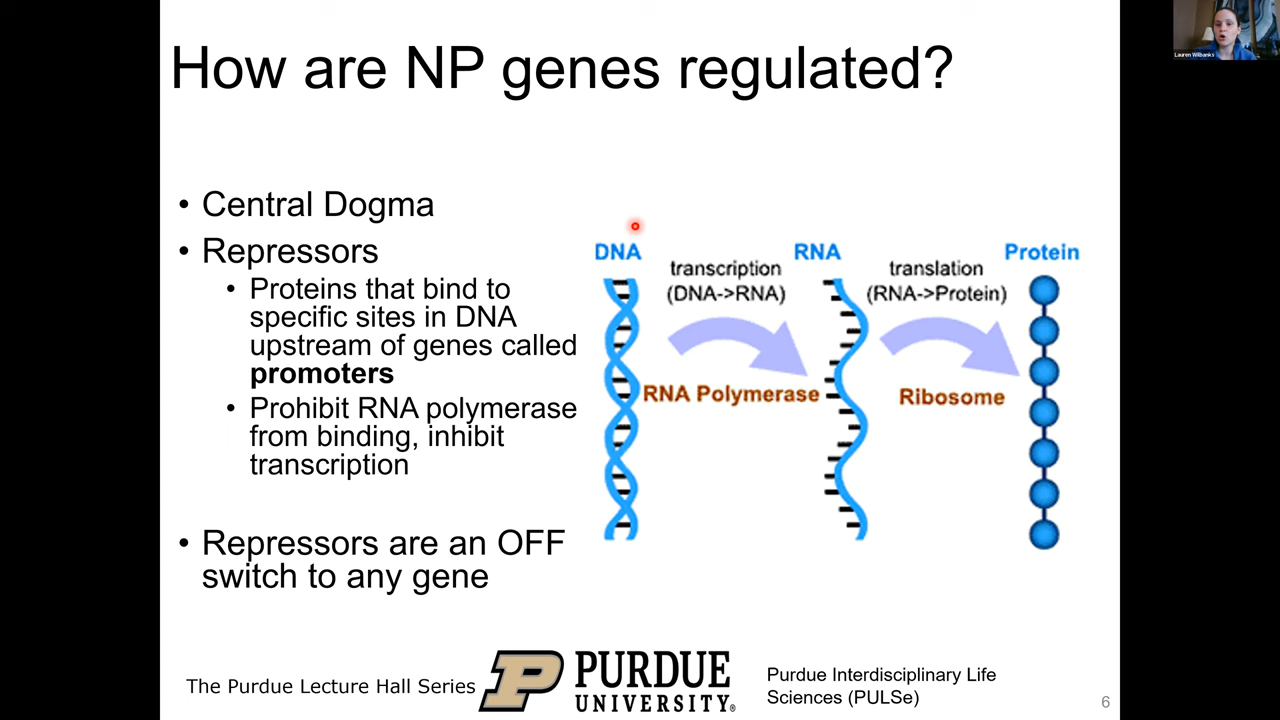 How are NP genes regulated?
Lauren Wilbanks
• Central Dogma
• Repressors
• Proteins that bind to
specific sites in DNA
upstream of genes called
promoters
• Prohibit RNA polymerase
from binding, inhibit
transcription
• Repressors are an OFF
switch to any gene
DNA
transcription
(DNA->RNA)
RNA Polymerase
RNA
translation
(RNA->Protein)
Ribosome
Protein
The Purdue Lecture Hall Series
P
PURDUE
UNIVERSITY®
Purdue Interdisciplinary Life
Sciences (PULSe)
6